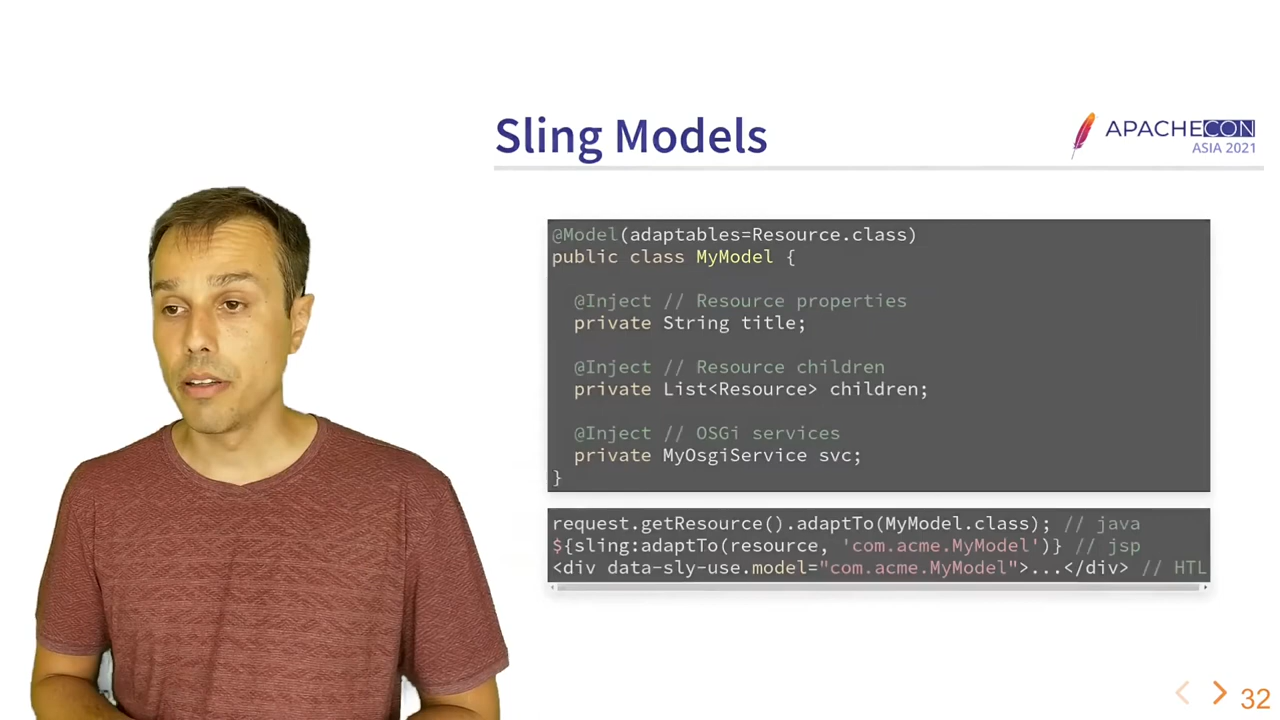 Sling Models
APACHECON
ASIA 2021
@Model(adaptables=Resource.class)
public class MyModel {
@Inject // Resource properties
private String title;
@Inject // Resource children
private List<Resource> children;
@Inject // OSGi services
private MyOsgiService svc;
}
request.getResource().adaptTo(MyModel.class); // java
${sling:adaptTo(resource, 'com.acme.MyModel')} // jsp
<div data-sly-use.model="com.acme.MyModel">...</div> // HTL
32